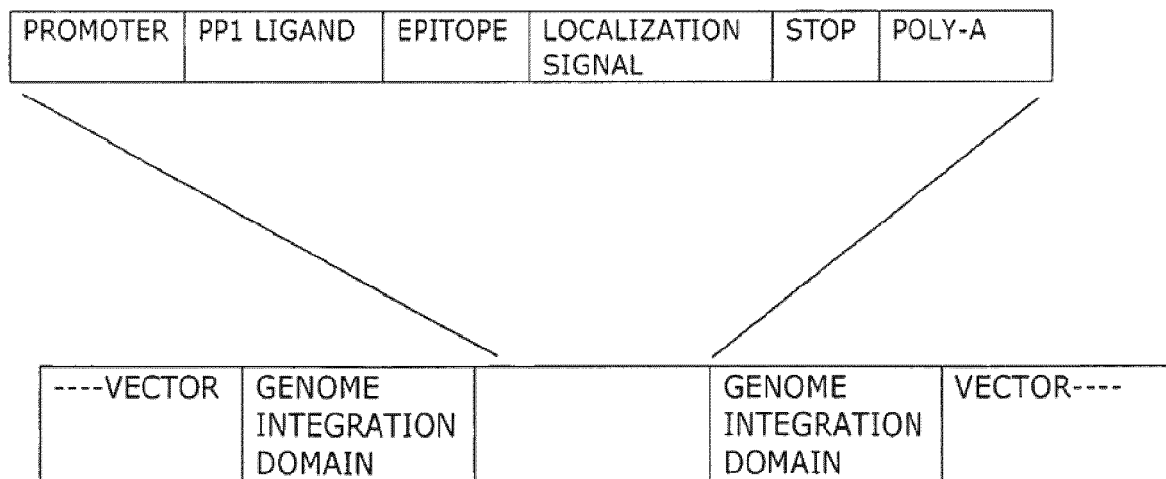 PROMOTER PP1 LIGAND EPITOPE LOCALIZATION STOP POLY-A
SIGNAL
----VECTOR GENOME GENOME VECTOR----
INTEGRATION INTEGRATION
DOMAIN DOMAIN